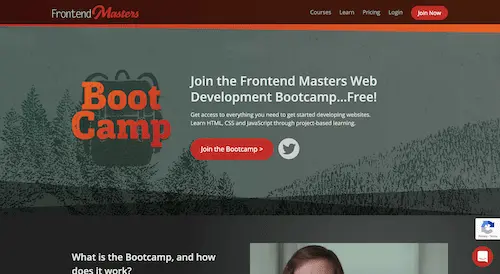 Frontend Masters
Courses Learn Pricing Login Join Now
Boot
Camp
Join the Frontend Masters Web
Development Bootcamp...Free!
Get access to everything you need to get started developing websites.
Learn HTML, CSS and JavaScript through project-based learning.
Join the Bootcamp >
What is the Bootcamp, and how
does it work?